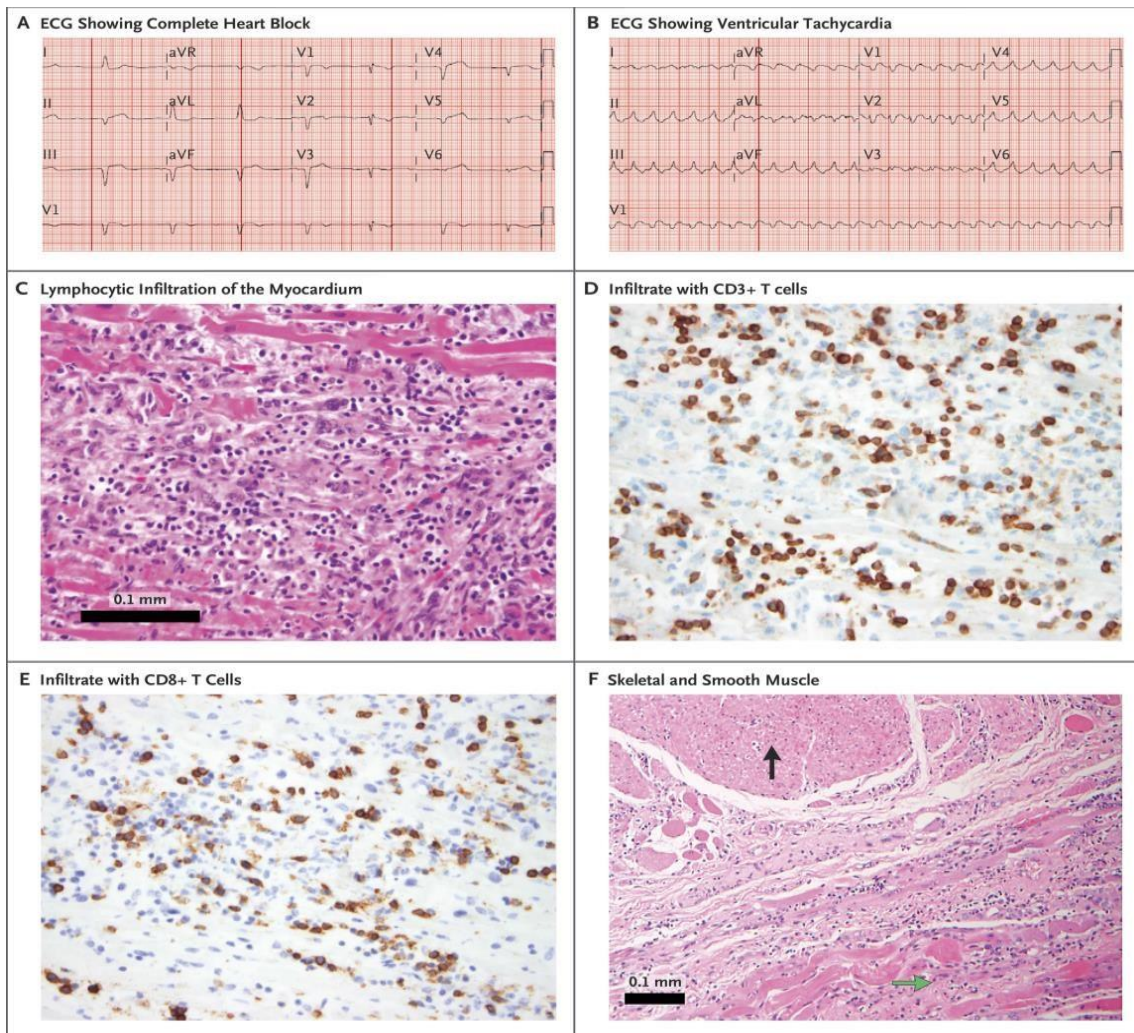 A ECG Showing Complete Heart Block
I aVR V1 V4
II aVL V2 V5
III aVF V3 V6
V1
B ECG Showing Ventricular Tachycardia
I aVR V1 V4
II aVL V2 V5
III aVF V3 V6
V1
C Lymphocytic Infiltration of the Myocardium
0.1 mm
D Infiltrate with CD3+ T cells
E Infiltrate with CD8+ T Cells
F Skeletal and Smooth Muscle
0.1 mm